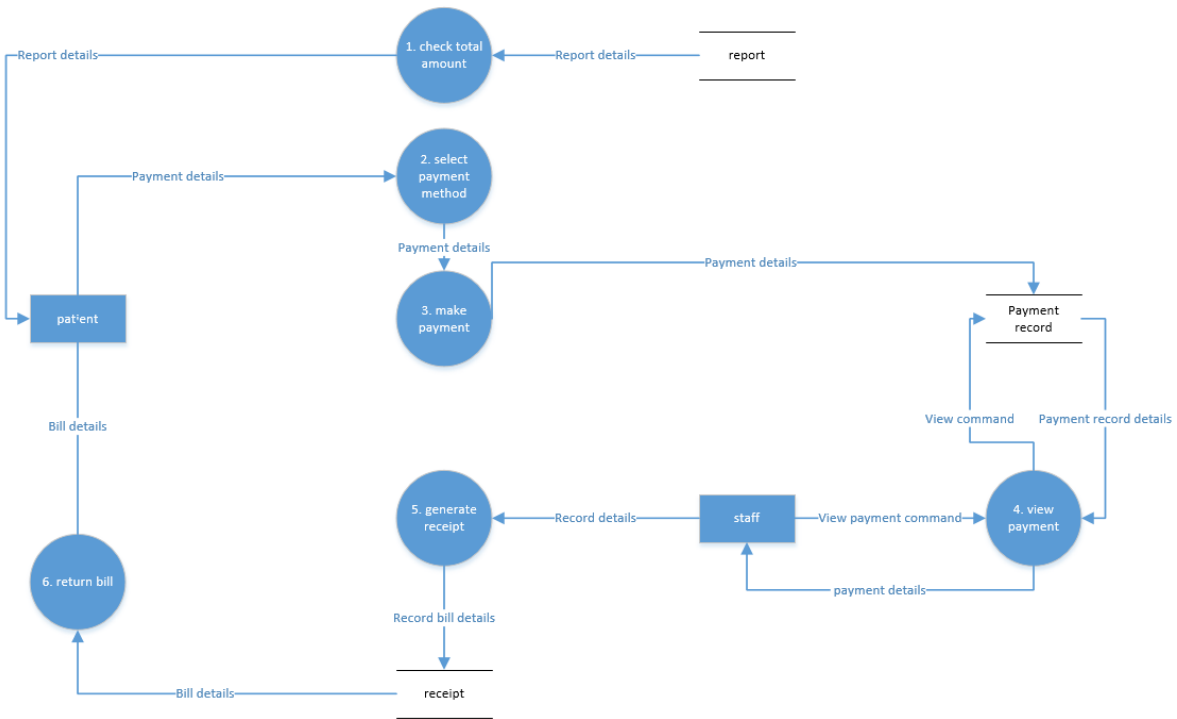 1. check total
amount
Report details
Report details
report
2. select
payment
method
Payment details
Payment details
Payment details
3. make
payment
patient
Payment
record
Bill details
View command
Payment record details
5. generate
receipt
Record details
staff
View payment command
4. view
payment
6. return bill
payment details
Record bill details
Bill details
receipt